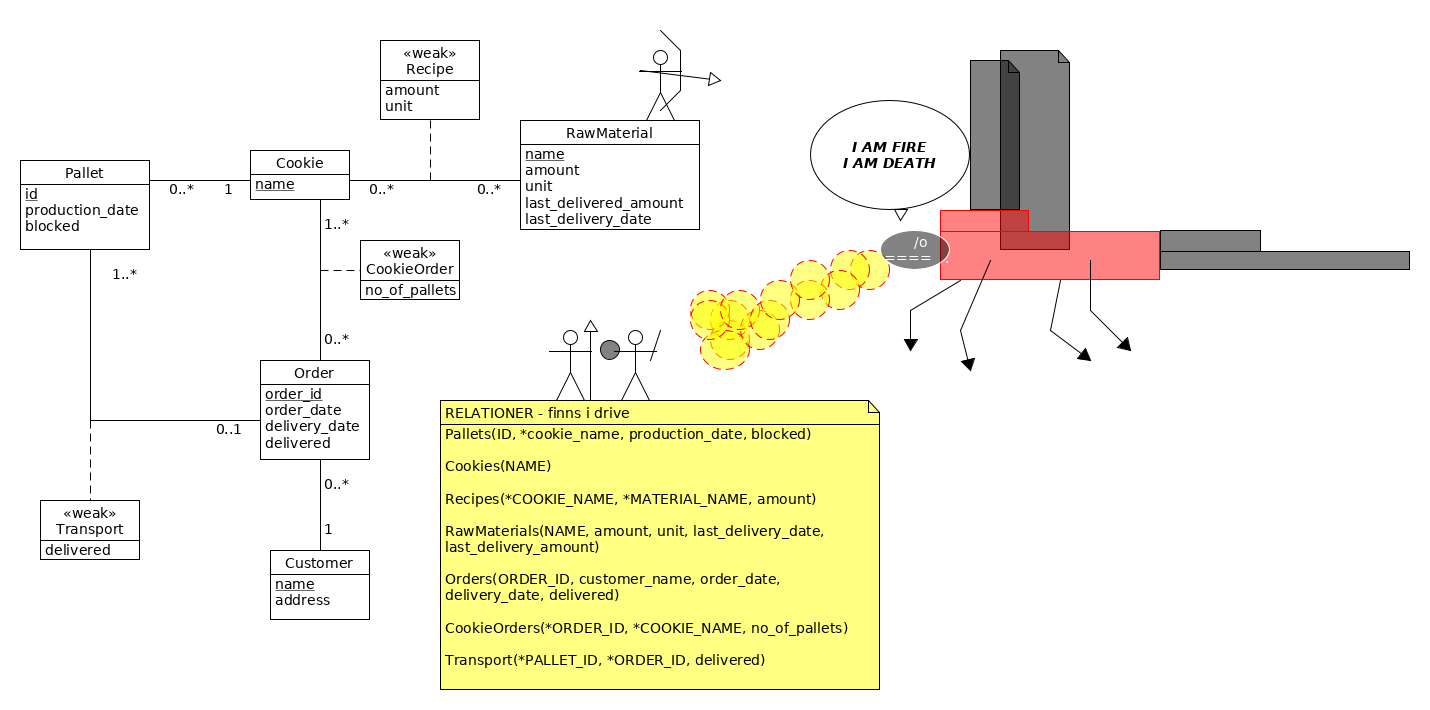 «weak»
Recipe
amount
unit
RawMaterial
name
amount
unit
last_delivered_amount
last_delivery_date
Pallet
id
production_date
blocked
0..*
1
Cookie
name
0..*
0..*
1..*
«weak»
CookieOrder
no_of_pallets
0..*
1..*
Order
order_id
order_date
delivery_date
delivered
0..1
«weak»
Transport
delivered
0..*
1
Customer
name
address
I AM FIRE
I AM DEATH
/o
==== .
RELATIONER - finns i drive
Pallets(ID, *cookie_name, production_date, blocked)
Cookies(NAME)
Recipes(*COOKIE_NAME, *MATERIAL_NAME, amount)
RawMaterials(NAME, amount, unit, last_delivery_date,
last_delivery_amount)
Orders(ORDER_ID, customer_name, order_date,
delivery_date, delivered)
CookieOrders(*ORDER_ID, *COOKIE_NAME, no_of_pallets)
Transport(*PALLET_ID, *ORDER_ID, delivered)